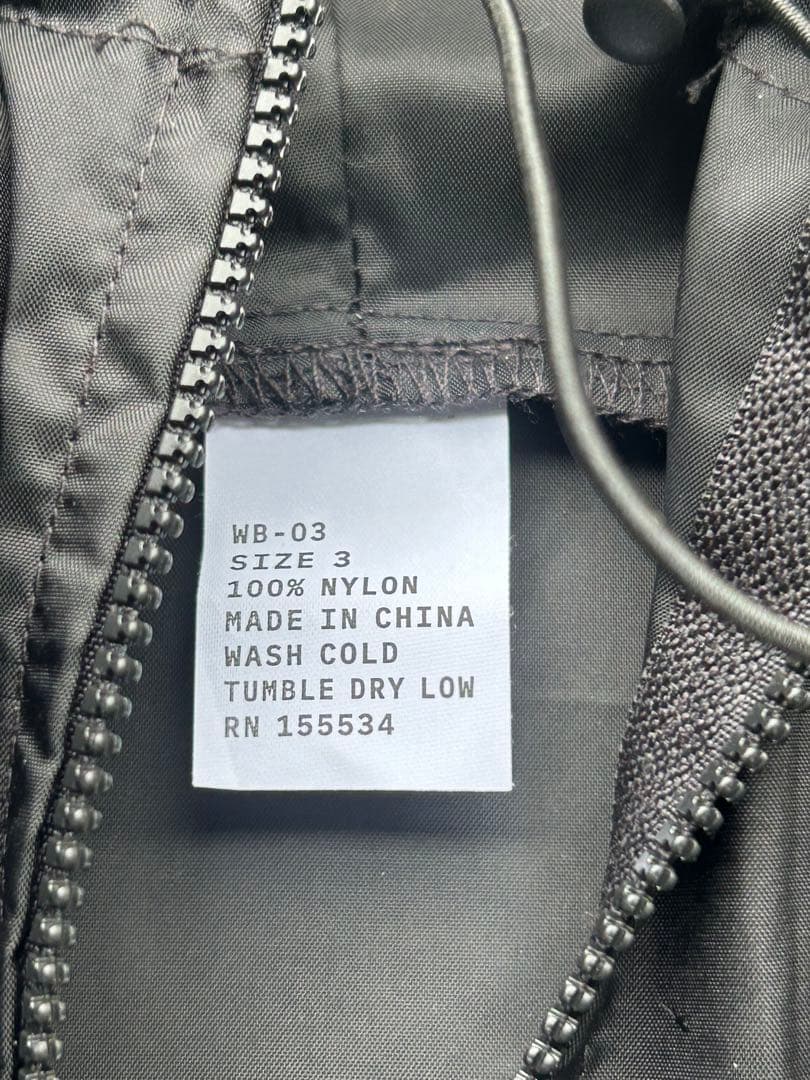 WB-03
SIZE 3
100% NYLON
MADE IN CHINA
WASH COLD
TUMBLE DRY LOW
RN 155534